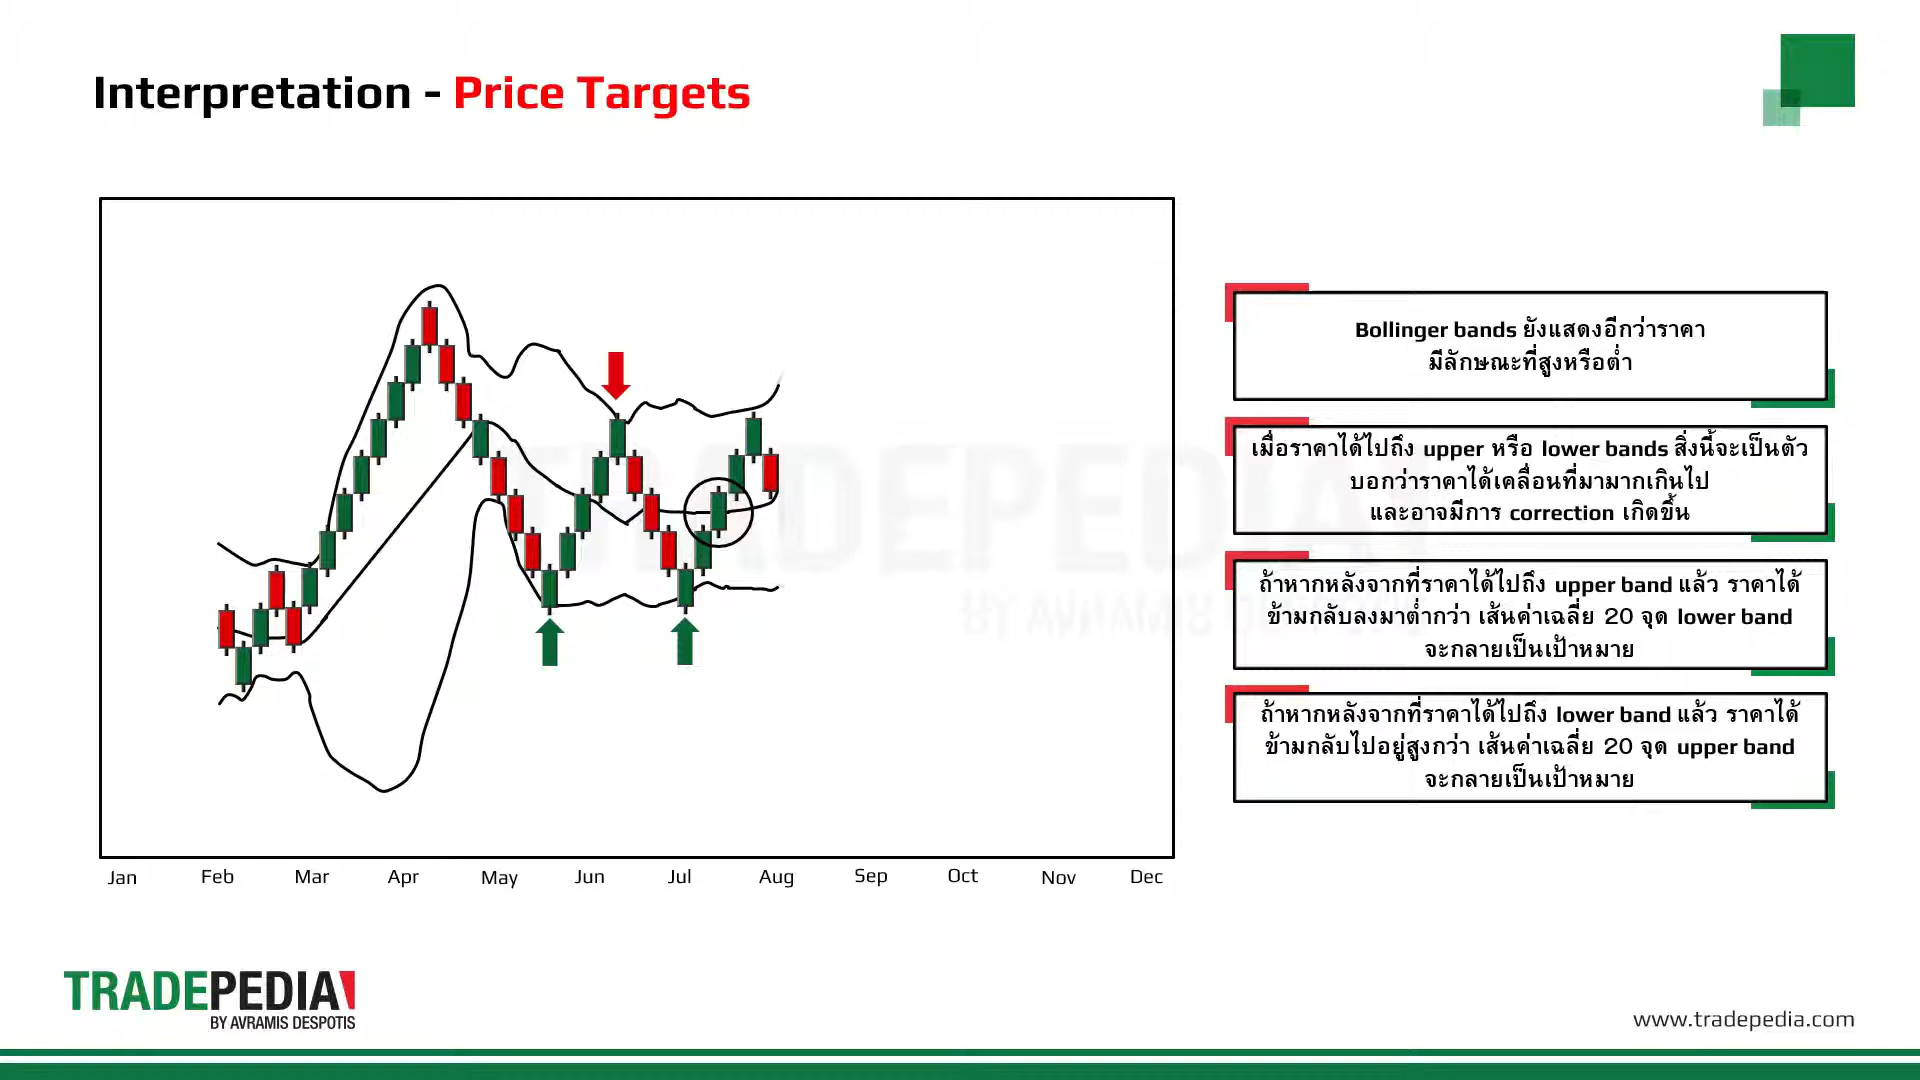 Interpretation - Price Targets
Bollinger bands ยังแสดงอีกว่าราคา
มีลักษณะที่สูงหรือต่ำ
เมื่อราคาได้ไปถึง upper หรือ lower bands สิ่งนี้จะเป็นตัว
บอกว่าราคาได้เคลื่อนที่มามากเกินไป
และอาจมีการ correction เกิดขึ้น
ถ้าหากหลังจากที่ราคาได้ไปถึง upper band แล้ว ราคาได้
ข้ามกลับลงมาต่ำกว่า เส้นค่าเฉลี่ย 20 จุด lower band
จะกลายเป็นเป้าหมาย
ถ้าหากหลังจากที่ราคาได้ไปถึง lower band แล้ว ราคาได้
ข้ามกลับไปอยู่สูงกว่า เส้นค่าเฉลี่ย 20 จุด upper band
จะกลายเป็นเป้าหมาย
TRADEPEDIA
Jan Feb Mar Apr May Jun Jul Aug Sep Oct Nov Dec
TRADEPEDIA
BY AVRAMIS DESPOTIS
www.tradepedia.com